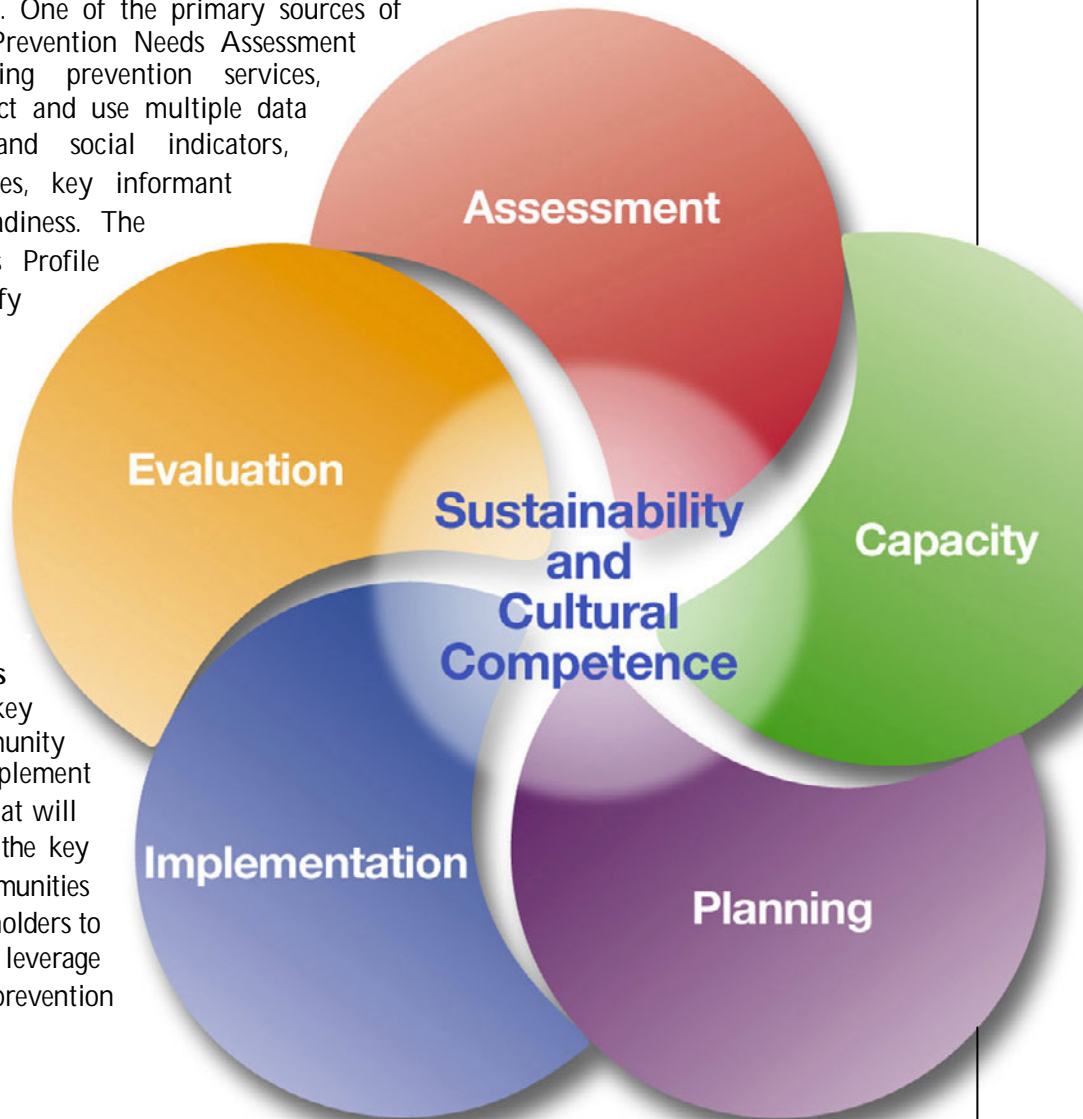 . One of the primary sources of
Prevention Needs Assessment
ing prevention services,
ct and use multiple data
and social indicators,
es, key informant
adiness. The
s Profile
fy
s
key
munity
plement
at will
the key
munities
holders to
leverage
prevention
Assessment
Evaluation
Capacity
Sustainability
and
Cultural
Competence
Implementation
Planning